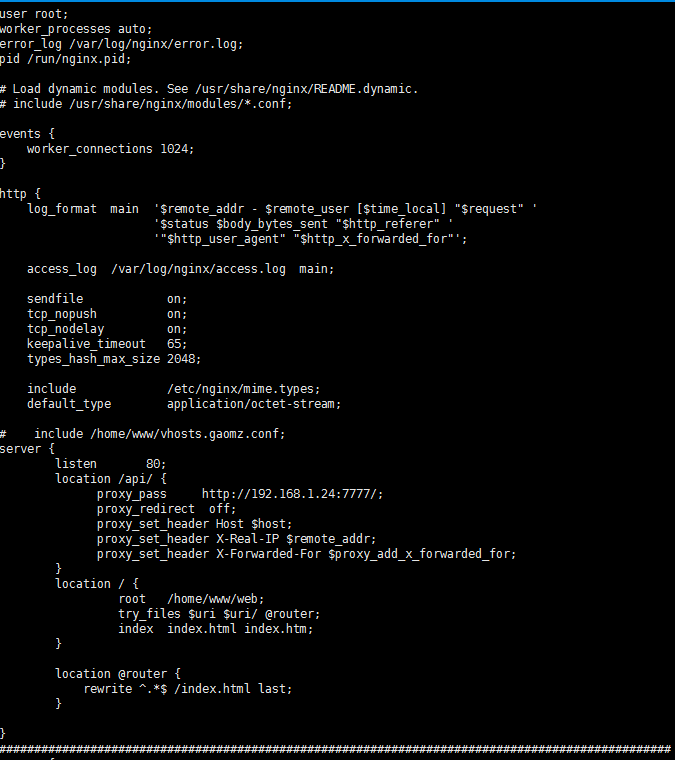 user root;
worker_processes auto;
error_log /var/log/nginx/error.log;
pid /run/nginx.pid;

# Load dynamic modules. See /usr/share/nginx/README.dynamic.
# include /usr/share/nginx/modules/*.conf;

events {
    worker_connections 1024;
}

http {
    log_format  main  '$remote_addr - $remote_user [$time_local] "$request" '
                      '$status $body_bytes_sent "$http_referer" '
                      '"$http_user_agent" "$http_x_forwarded_for"';

    access_log  /var/log/nginx/access.log  main;

    sendfile            on;
    tcp_nopush          on;
    tcp_nodelay         on;
    keepalive_timeout   65;
    types_hash_max_size 2048;

    include             /etc/nginx/mime.types;
    default_type        application/octet-stream;

#    include /home/www/vhosts.gaomz.conf;
server {
        listen       80;
        location /api/ {
              proxy_pass     http://192.168.1.24:7777/;
              proxy_redirect  off;
              proxy_set_header Host $host;
              proxy_set_header X-Real-IP $remote_addr;
              proxy_set_header X-Forwarded-For $proxy_add_x_forwarded_for;
        }
        location / {
                 root   /home/www/web;
                 try_files $uri $uri/ @router;
                 index  index.html index.htm;
        }

        location @router {
            rewrite ^.*$ /index.html last;
        }

}
################################################################################################